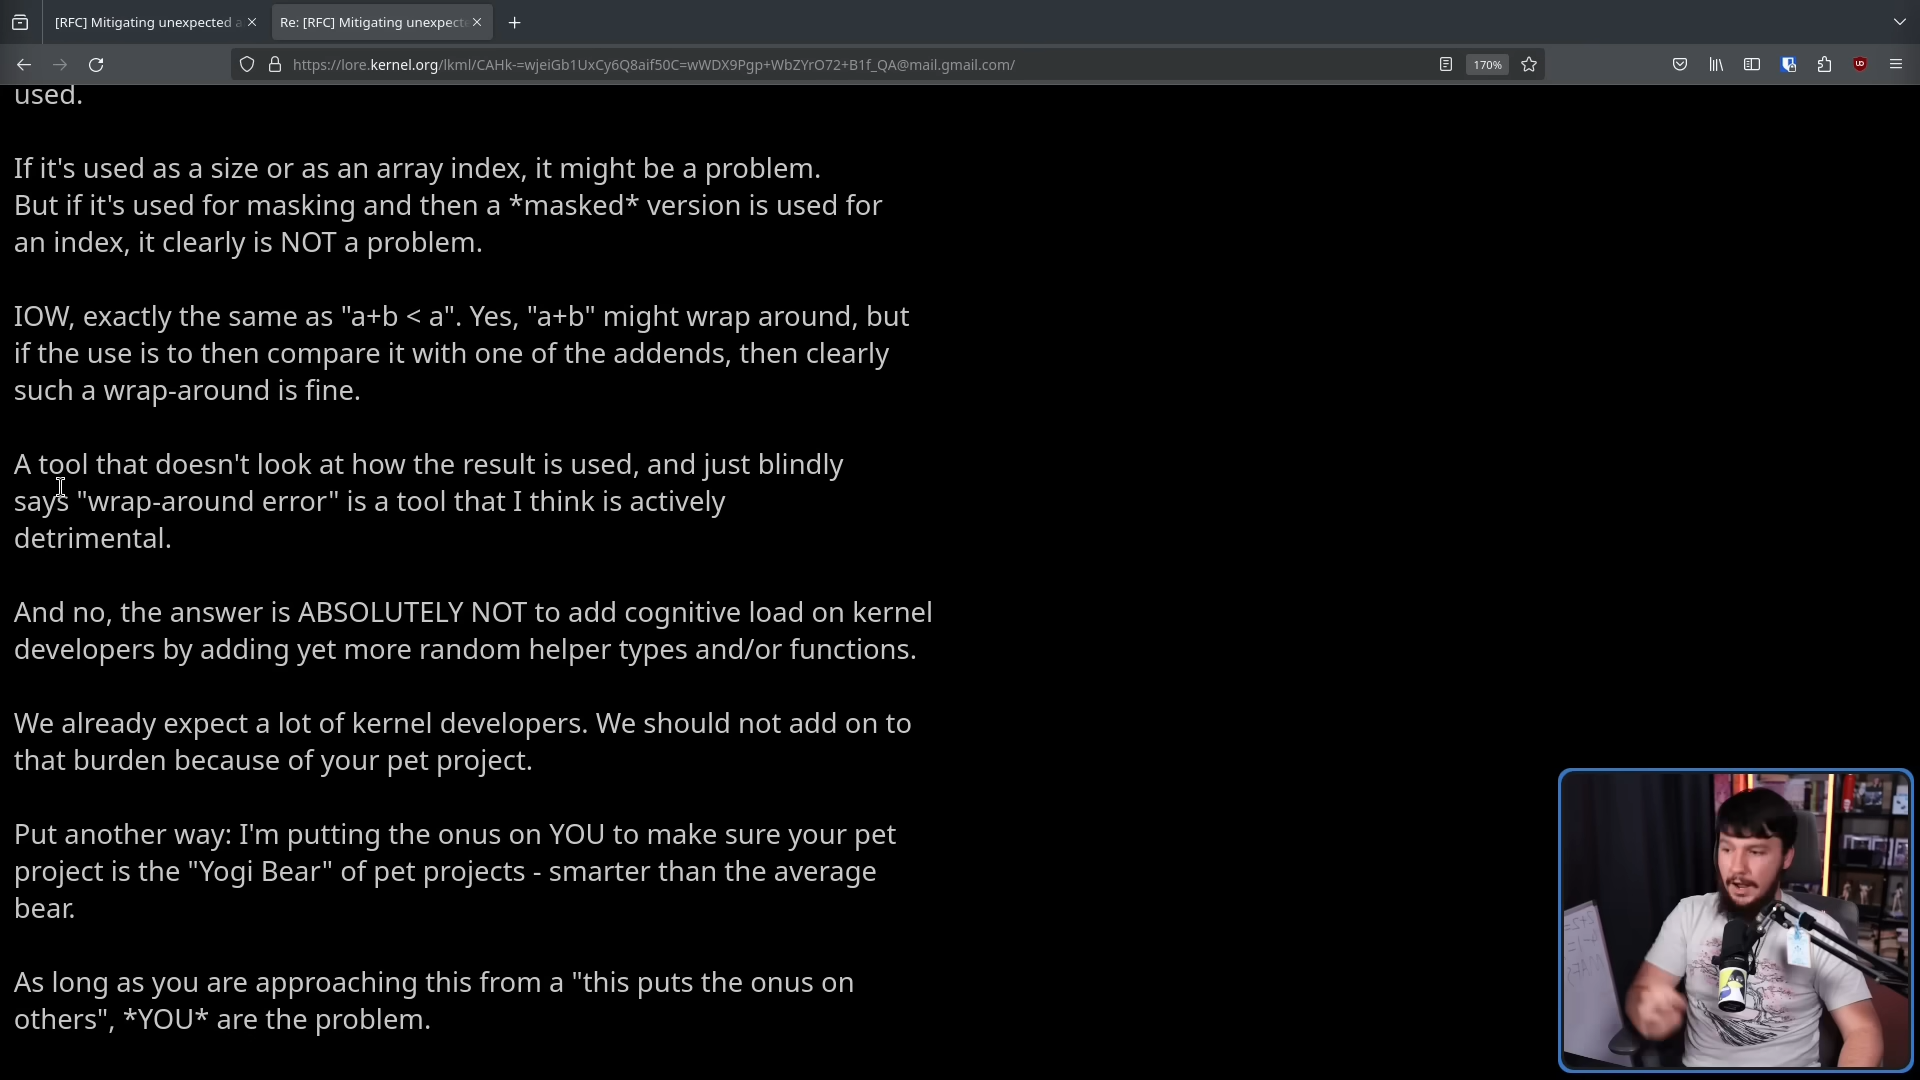 [RFC] Mitigating unexpected a
Re: [RFC] Mitigating unexpect
https://lore.kernel.org/lkml/CAHk-=wjeiGb1UxCy6Q8aif50C=wWDX9Pgp+WbZYrO72+B1f_QA@mail.gmail.com/
170%
used.
If it's used as a size or as an array index, it might be a problem.
But if it's used for masking and then a *masked* version is used for
an index, it clearly is NOT a problem.
IOW, exactly the same as "a+b < a". Yes, "a+b" might wrap around, but
if the use is to then compare it with one of the addends, then clearly
such a wrap-around is fine.
A tool that doesn't look at how the result is used, and just blindly
says "wrap-around error" is a tool that I think is actively
detrimental.
And no, the answer is ABSOLUTELY NOT to add cognitive load on kernel
developers by adding yet more random helper types and/or functions.
We already expect a lot of kernel developers. We should not add on to
that burden because of your pet project.
Put another way: I'm putting the onus on YOU to make sure your pet
project is the "Yogi Bear" of pet projects - smarter than the average
bear.
As long as you are approaching this from a "this puts the onus on
others", *YOU* are the problem.